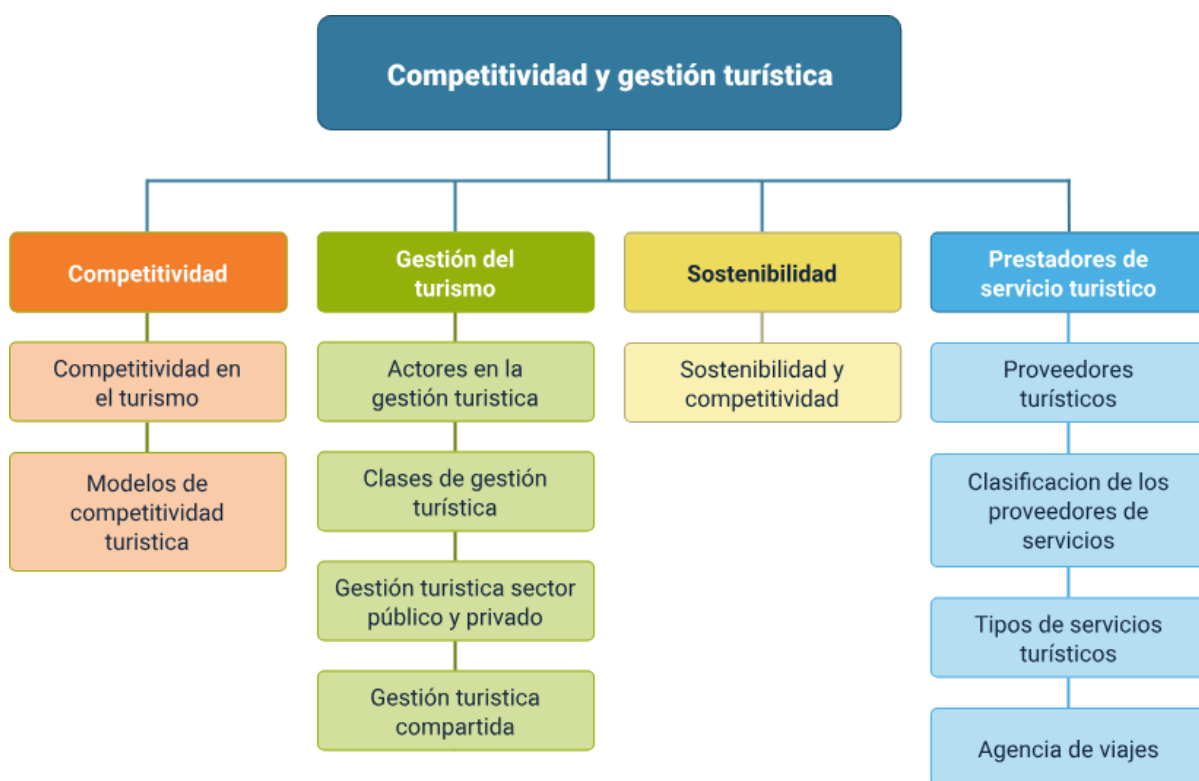 Competitividad y gestión turística
Competitividad
Competitividad en
el turismo
Modelos de
competitividad
turistica
Gestión del
turismo
Actores en la
gestión turistica
Clases de gestión
turística
Gestión turistica sector
público y privado
Gestión turistica
compartida
Sostenibilidad
Sostenibilidad y
competitividad
Prestadores de
servicio turistico
Proveedores
turísticos
Clasificacion de los
proveedores de
servicios
Tipos de servicios
turísticos
Agencia de viajes